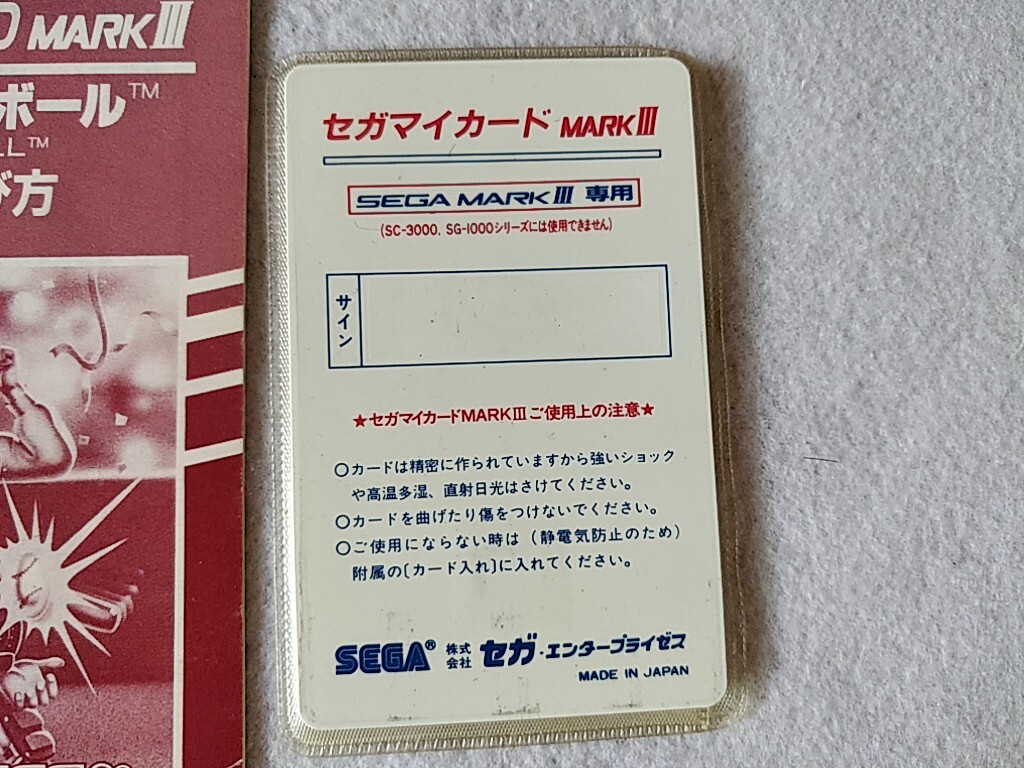 MARK III
ボール™
LL™
び方
セガマイカード MARK III
SEGA MARK III 専用
(SC-3000, SG-1000シリーズには使用できません)
サイン
★セガマイカードMARK IIIご使用上の注意★
○カードは精密に作られていますから強いショック
や高温多湿、直射日光はさけてください。
○カードを曲げたり傷をつけないでください。
○ご使用にならない時は(静電気防止のため)
附属の〔カード入れ〕に入れてください。
SEGA® 株式会社 セガ・エンタープライゼス
MADE IN JAPAN